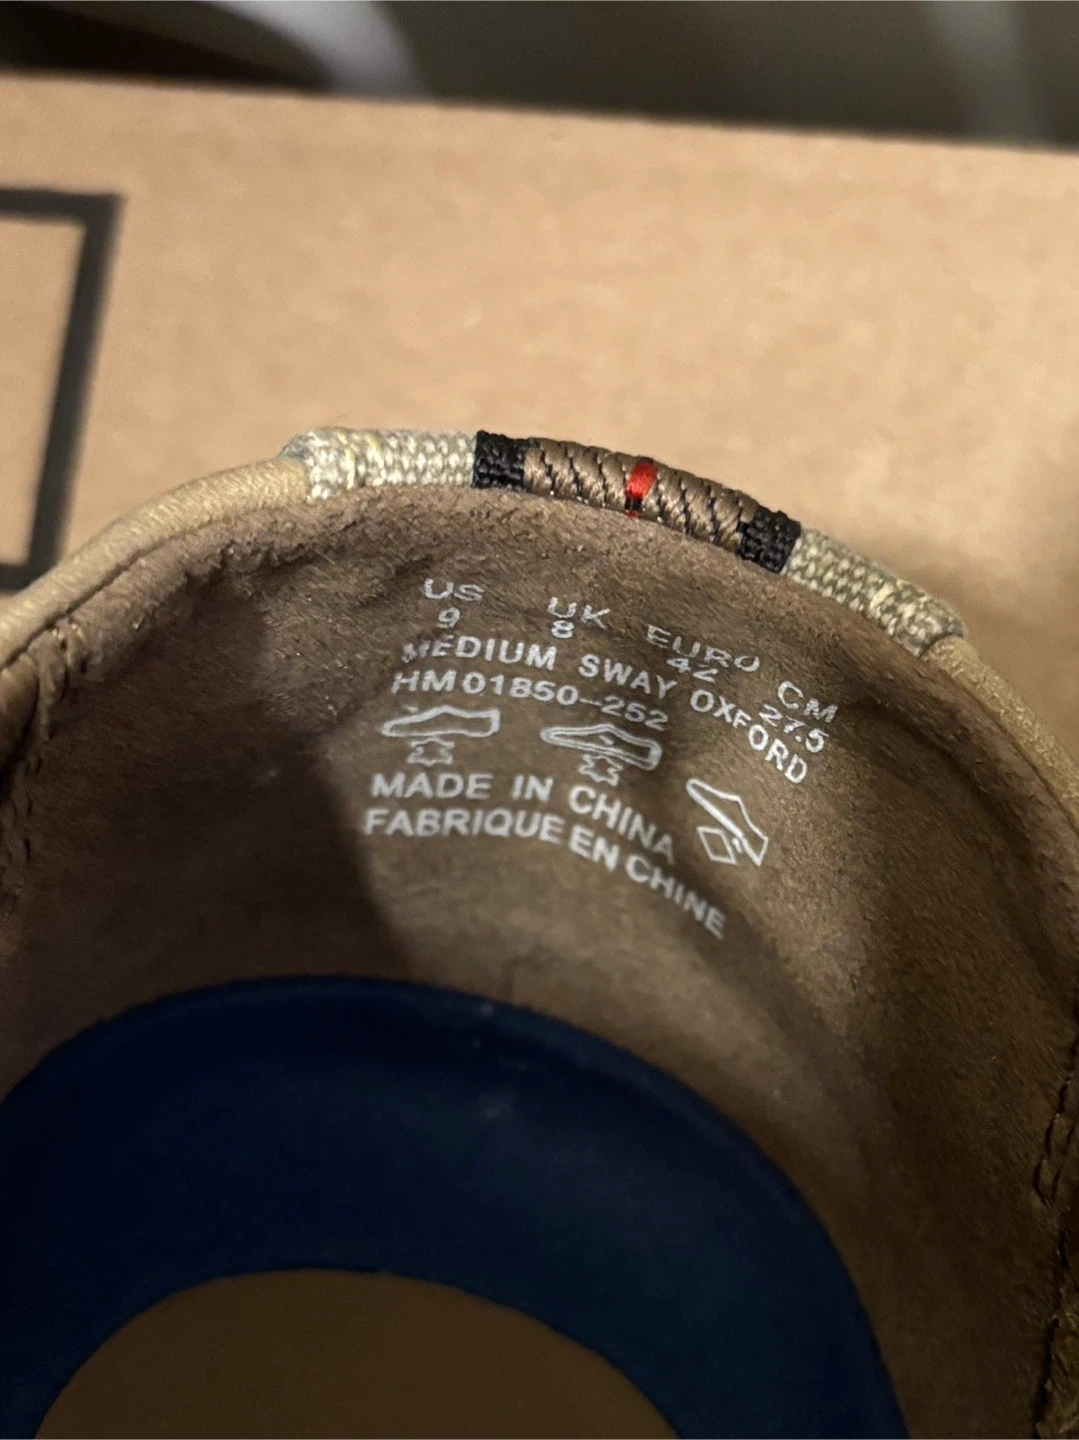 US UK EURO CM
9 8 42 27.5
MEDIUM SWAY OXFORD
HM01850-252
MADE IN CHINA
FABRIQUE EN CHINE